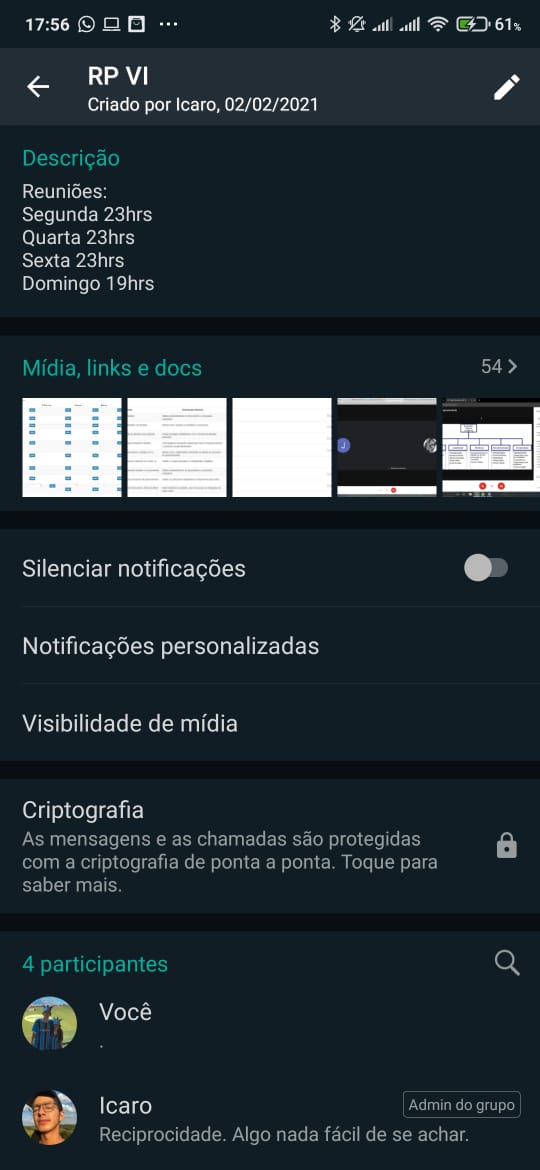 17:56 ... 61%
RP VI
Criado por Icaro, 02/02/2021
Descrição
Reuniões:
Segunda 23hrs
Quarta 23hrs
Sexta 23hrs
Domingo 19hrs
Mídia, links e docs 54
J
Silenciar notificações
Notificações personalizadas
Visibilidade de mídia
Criptografia
As mensagens e as chamadas são protegidas
com a criptografia de ponta a ponta. Toque para
saber mais.
4 participantes
Você
.
Icaro Admin do grupo
Reciprocidade. Algo nada fácil de se achar.